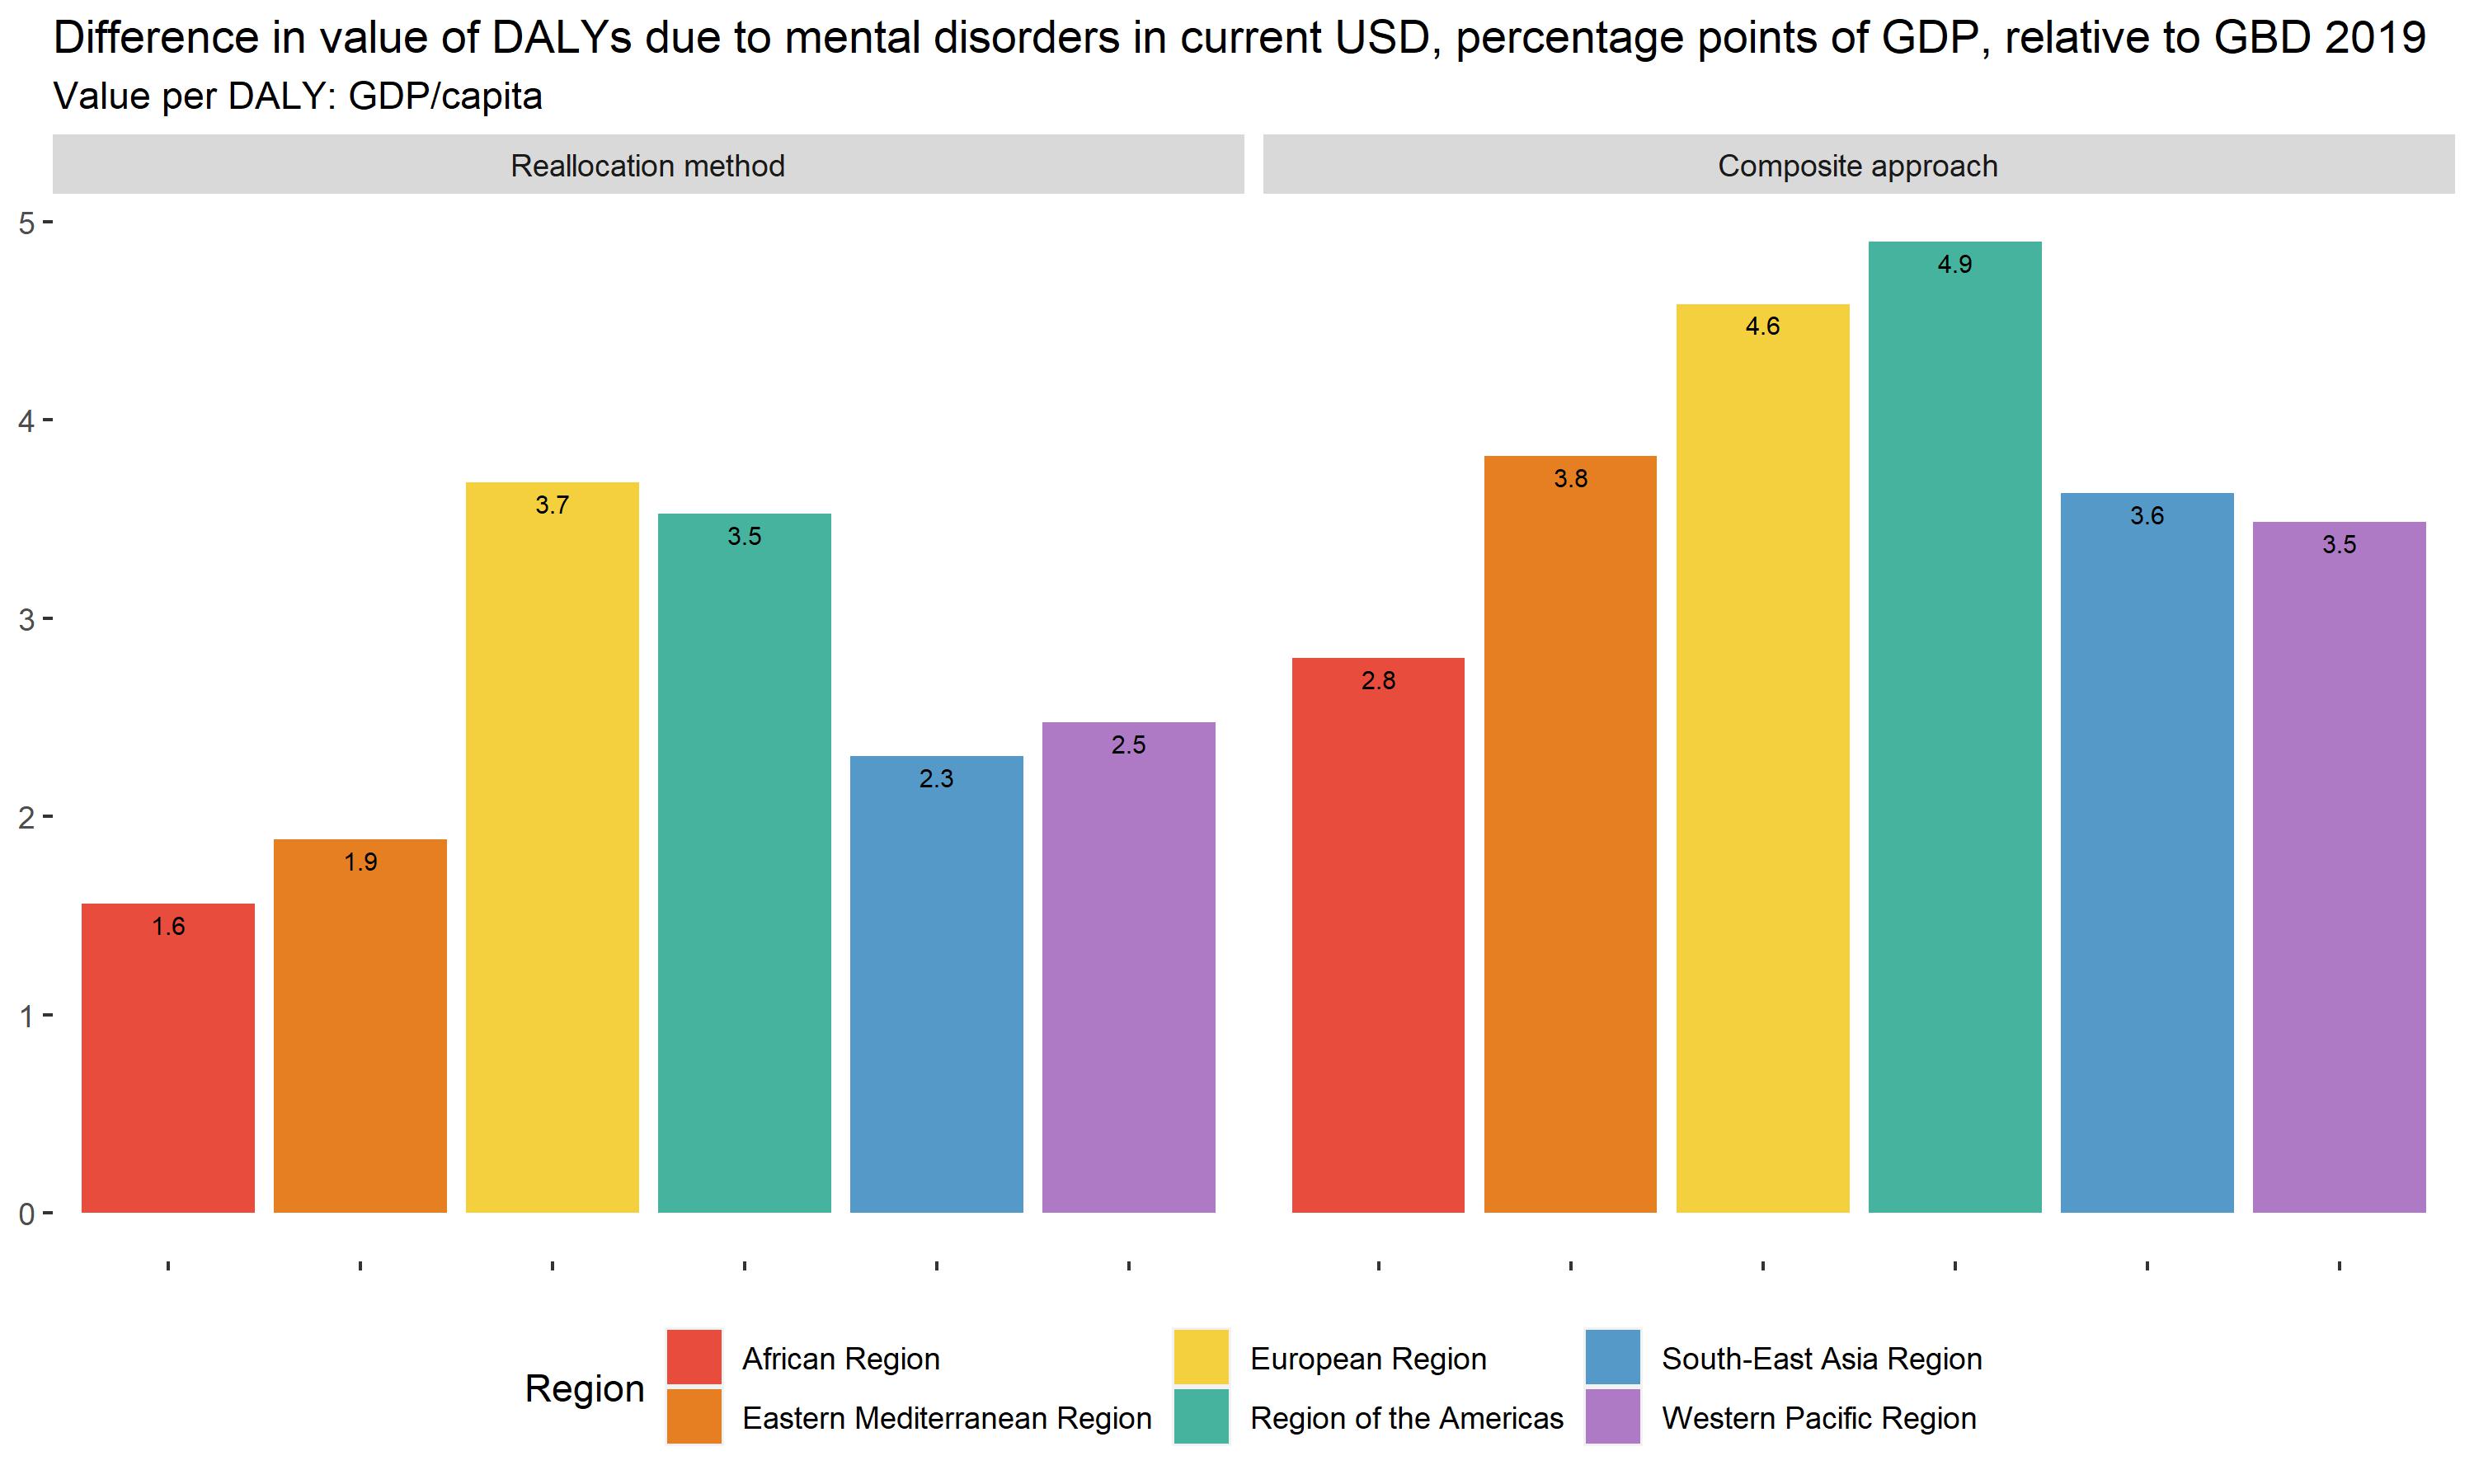 Difference in value of DALYs due to mental disorders in current USD, percentage points of GDP, relative to GBD 2019
Value per DALY: GDP/capita
Reallocation method
Composite approach
5
4
3
2
1
0
1.6
1.9
3.7
3.5
2.3
2.5
2.8
3.8
4.6
4.9
3.6
3.5
Region
African Region
Eastern Mediterranean Region
European Region
Region of the Americas
South-East Asia Region
Western Pacific Region